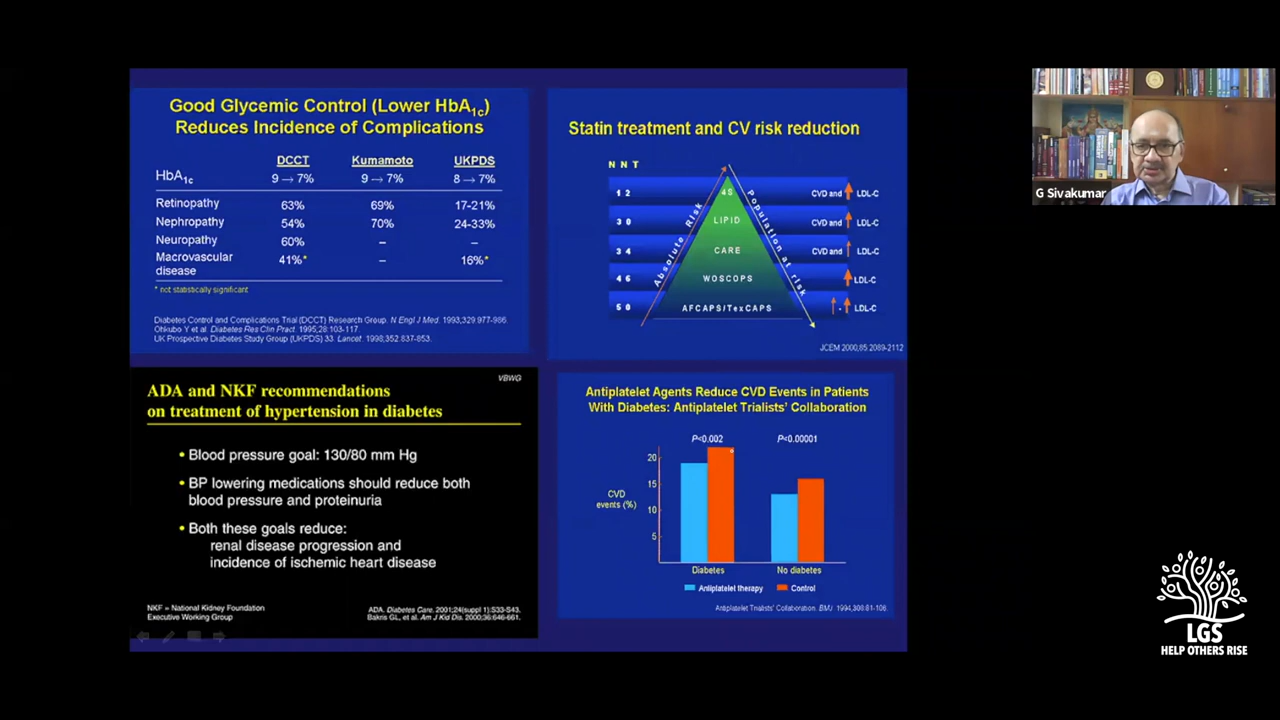 Good Glycemic Control (Lower HbA1c)
Reduces Incidence of Complications
DCCT Kumamoto UKPDS
HbA1c 9 → 7% 9 → 7% 8 → 7%
Retinopathy 63% 69% 17-21%
Nephropathy 54% 70% 24-33%
Neuropathy 60% – –
Macrovascular disease 41%* – 16%*
* not statistically significant
Diabetes Control and Complications Trial (DCCT) Research Group. N Engl J Med. 1993;329:977-986.
Ohkubo Y et al. Diabetes Res Clin Pract. 1995;28:103-117.
UK Prospective Diabetes Study Group (UKPDS) 33. Lancet. 1998;352:837-853.
Statin treatment and CV risk reduction
NNT
12 4S CVD and LDL-C
30 LIPID CVD and LDL-C
34 CARE CVD and LDL-C
46 WOSCOPS LDL-C
50 AFCAPS/TexCAPS - LDL-C
Absolute Risk
Population at risk
JCEM 2000;85:2089-2112
VBWG
ADA and NKF recommendations
on treatment of hypertension in diabetes
• Blood pressure goal: 130/80 mm Hg
• BP lowering medications should reduce both
blood pressure and proteinuria
• Both these goals reduce:
renal disease progression and
incidence of ischemic heart disease
NKF = National Kidney Foundation
Executive Working Group
ADA. Diabetes Care. 2001;24(suppl 1):S33-S43.
Bakris GL, et al. Am J Kid Dis. 2000;36:646-661.
Antiplatelet Agents Reduce CVD Events in Patients
With Diabetes: Antiplatelet Trialists' Collaboration
P<0.002 P<0.00001
20
15
10
5
CVD
events (%)
Diabetes No diabetes
Antiplatelet therapy Control
Antiplatelet Trialists' Collaboration. BMJ. 1994;308:81-106.
G Sivakumar
LGS
HELP OTHERS RISE